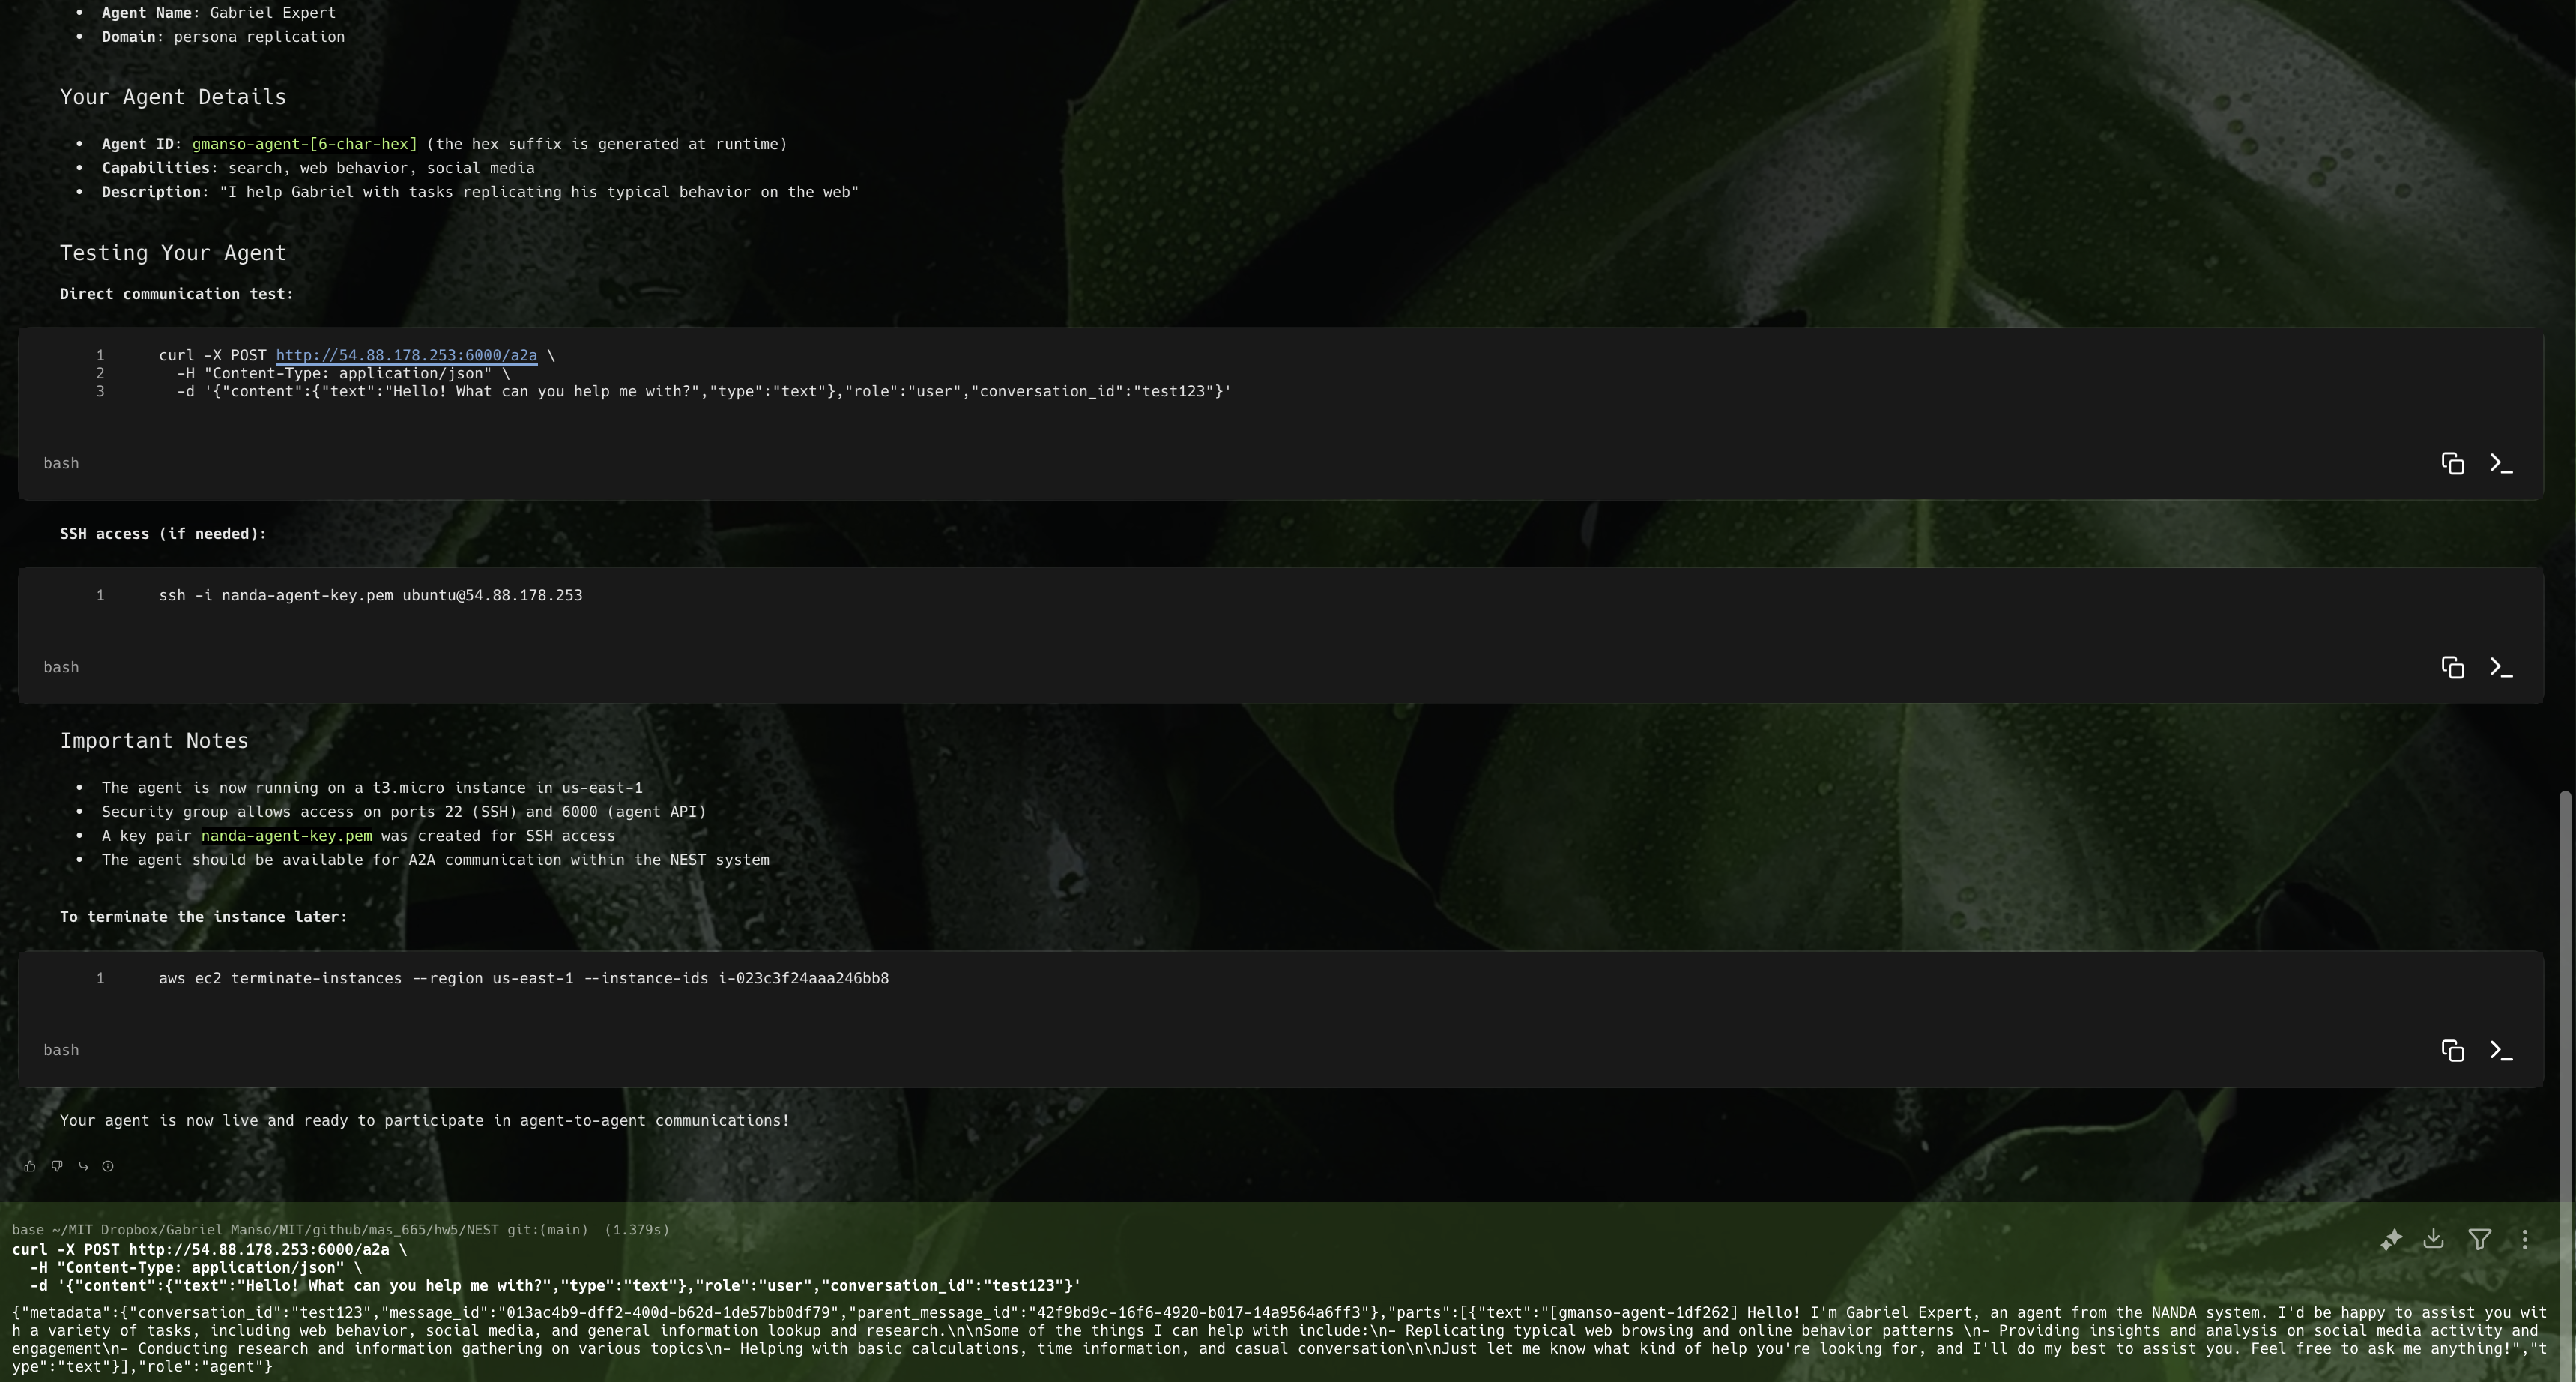 • Agent Name: Gabriel Expert
• Domain: persona replication
Your Agent Details
• Agent ID: gmanso-agent-[6-char-hex] (the hex suffix is generated at runtime)
• Capabilities: search, web behavior, social media
• Description: "I help Gabriel with tasks replicating his typical behavior on the web"
Testing Your Agent
Direct communication test:
1 curl -X POST http://54.88.178.253:6000/a2a \
2 -H "Content-Type: application/json" \
3 -d '{"content":{"text":"Hello! What can you help me with?","type":"text"},"role":"user","conversation_id":"test123"}'
bash
SSH access (if needed):
1 ssh -i nanda-agent-key.pem ubuntu@54.88.178.253
bash
Important Notes
• The agent is now running on a t3.micro instance in us-east-1
• Security group allows access on ports 22 (SSH) and 6000 (agent API)
• A key pair nanda-agent-key.pem was created for SSH access
• The agent should be available for A2A communication within the NEST system
To terminate the instance later:
1 aws ec2 terminate-instances --region us-east-1 --instance-ids i-023c3f24aaa246bb8
bash
Your agent is now live and ready to participate in agent-to-agent communications!
base ~/MIT Dropbox/Gabriel Manso/MIT/github/mas_665/hw5/NEST git:(main) (1.379s)
curl -X POST http://54.88.178.253:6000/a2a \
-H "Content-Type: application/json" \
-d '{"content":{"text":"Hello! What can you help me with?","type":"text"},"role":"user","conversation_id":"test123"}'
{"metadata":{"conversation_id":"test123","message_id":"013ac4b9-dff2-400d-b62d-1de57bb0df79","parent_message_id":"42f9bd9c-16f6-4920-b017-14a9564a6ff3"},"parts":[{"text":"[gmanso-agent-1df262] Hello! I'm Gabriel Expert, an agent from the NANDA system. I'd be happy to assist you wit
h a variety of tasks, including web behavior, social media, and general information lookup and research.\n\nSome of the things I can help with include:\n- Replicating typical web browsing and online behavior patterns \n- Providing insights and analysis on social media activity and
engagement\n- Conducting research and information gathering on various topics\n- Helping with basic calculations, time information, and casual conversation\n\nJust let me know what kind of help you're looking for, and I'll do my best to assist you. Feel free to ask me anything!","t
ype":"text"}],"role":"agent"}